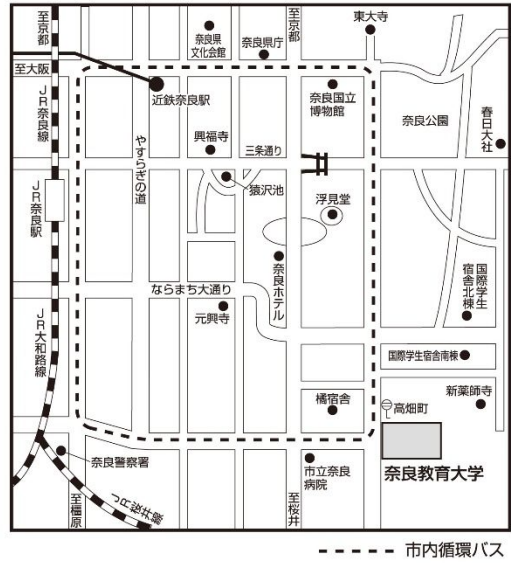 至京都
至京都
東大寺
奈良県
文化会館
奈良県庁
至大阪
近鉄奈良駅
奈良国立
博物館
奈良公園
春日大社
JR奈良線
やすらぎの道
興福寺
三条通り
猿沢池
浮見堂
JR奈良駅
奈良ホテル
国際学生
宿舎北棟
ならまち大通り
元興寺
JR大和路線
国際学生宿舎南棟
橘宿舎
高畑町
新薬師寺
奈良警察署
市立奈良
病院
奈良教育大学
至橿原
JR桜井線
至桜井
市内循環バス